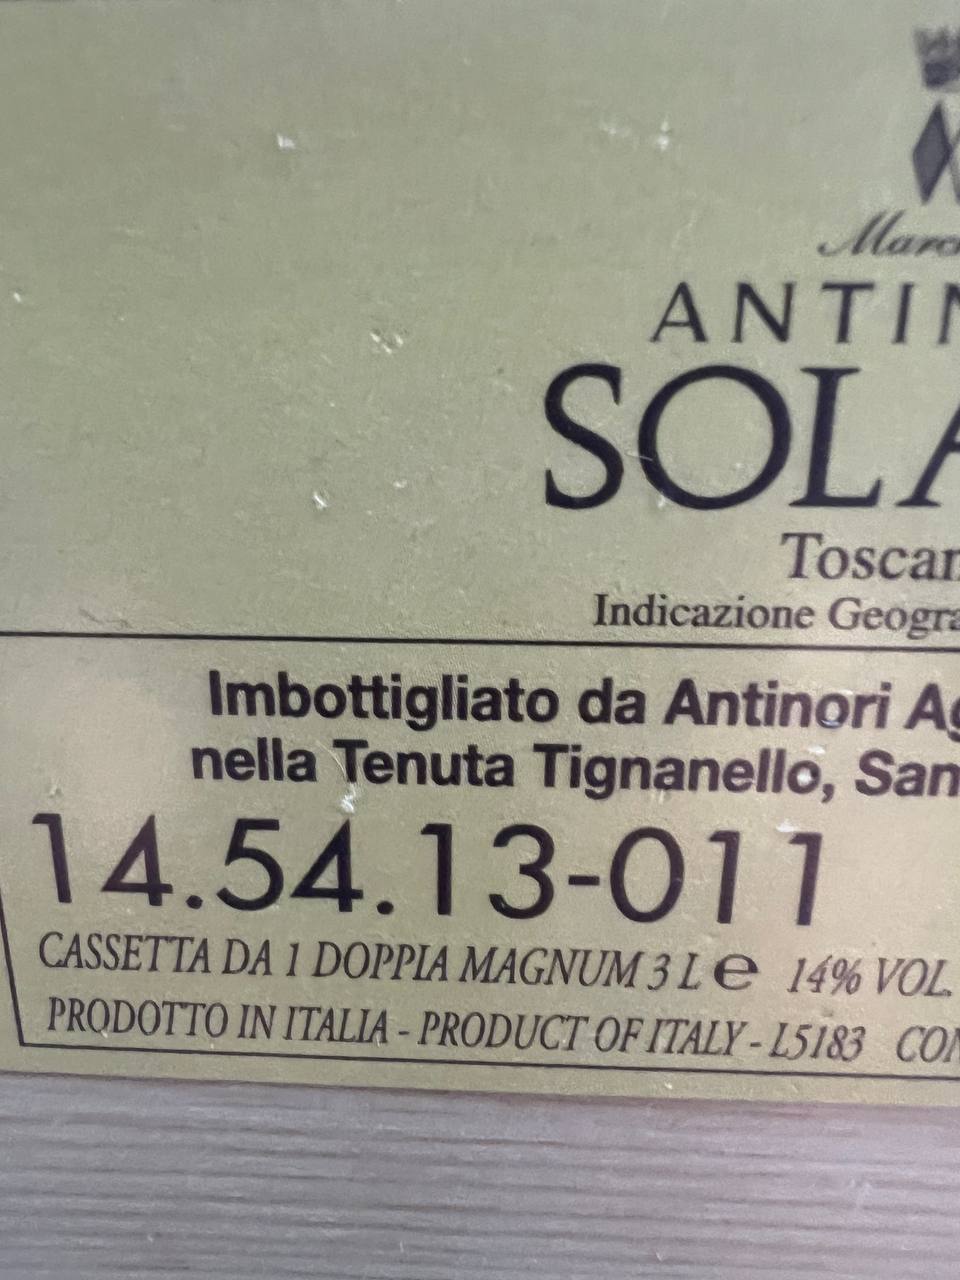 March
ANTIN
SOLA
Toscan
Indicazione Geogra
Imbottigliato da Antinori Ag
nella Tenuta Tignanello, San
14.54.13-011
CASSETTA DA 1 DOPPIA MAGNUM 3 L e 14% VOL.
PRODOTTO IN ITALIA - PRODUCT OF ITALY - L5183 CON